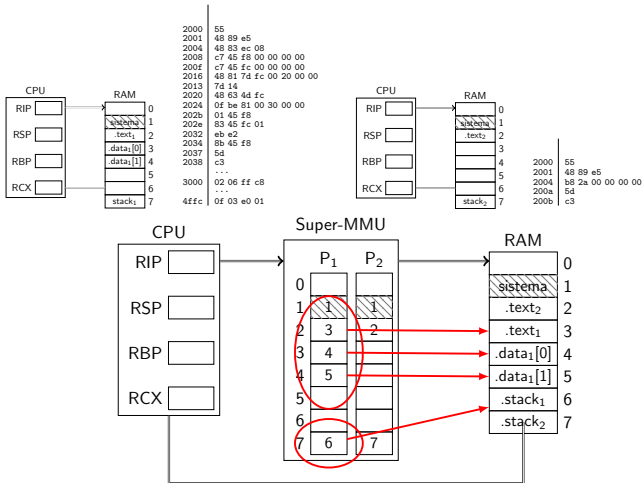 2000 55
2001 48 89 e5
2004 48 83 ec 08
2008 c7 45 f8 00 00 00 00
200f c7 45 fc 00 00 00 00
2016 48 81 7d fc 00 20 00 00
2013 7d 14
2020 48 63 4d fc
2024 0f be 81 00 30 00 00
202b 01 45 f8
202e 83 45 fc 01
2032 eb e2
2034 8b 45 f8
2037 5d
2038 c3
...
3000 02 06 ff c8
...
4ffc 0f 03 e0 01
CPU
RIP
RSP
RBP
RCX
RAM
0
sistema 1
.text₁ 2
.data₁[0] 3
.data₁[1] 4
5
6
stack₁ 7
CPU
RIP
RSP
RBP
RCX
RAM
0
sistema 1
.text₂ 2
3
4
5
6
stack₂ 7
2000 55
2001 48 89 e5
2004 b8 2a 00 00 00 00
200a 5d
200b c3
CPU
RIP
RSP
RBP
RCX
Super-MMU
P₁ P₂
0
1 1 1
2 3 2
3 4
4 5
5
6
7 6 7
RAM
0
sistema 1
.text₂ 2
.text₁ 3
.data₁[0] 4
.data₁[1] 5
.stack₁ 6
.stack₂ 7